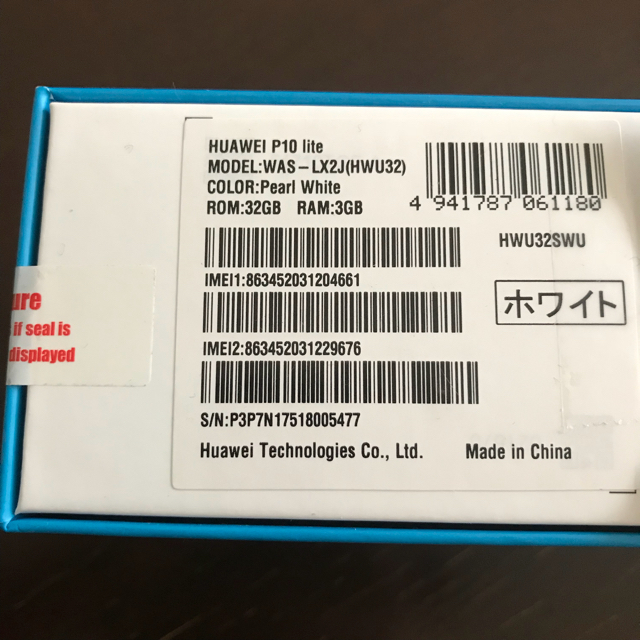 HUAWEI P10 lite
MODEL:WAS-LX2J(HWU32)
COLOR:Pearl White
ROM:32GB RAM:3GB
4 941787 061180
HWU32SWU
IMEI1:863452031204661
ホワイト
IMEI2:863452031229676
S/N:P3P7N17518005477
Huawei Technologies Co., Ltd. Made in China
ure
if seal is
displayed